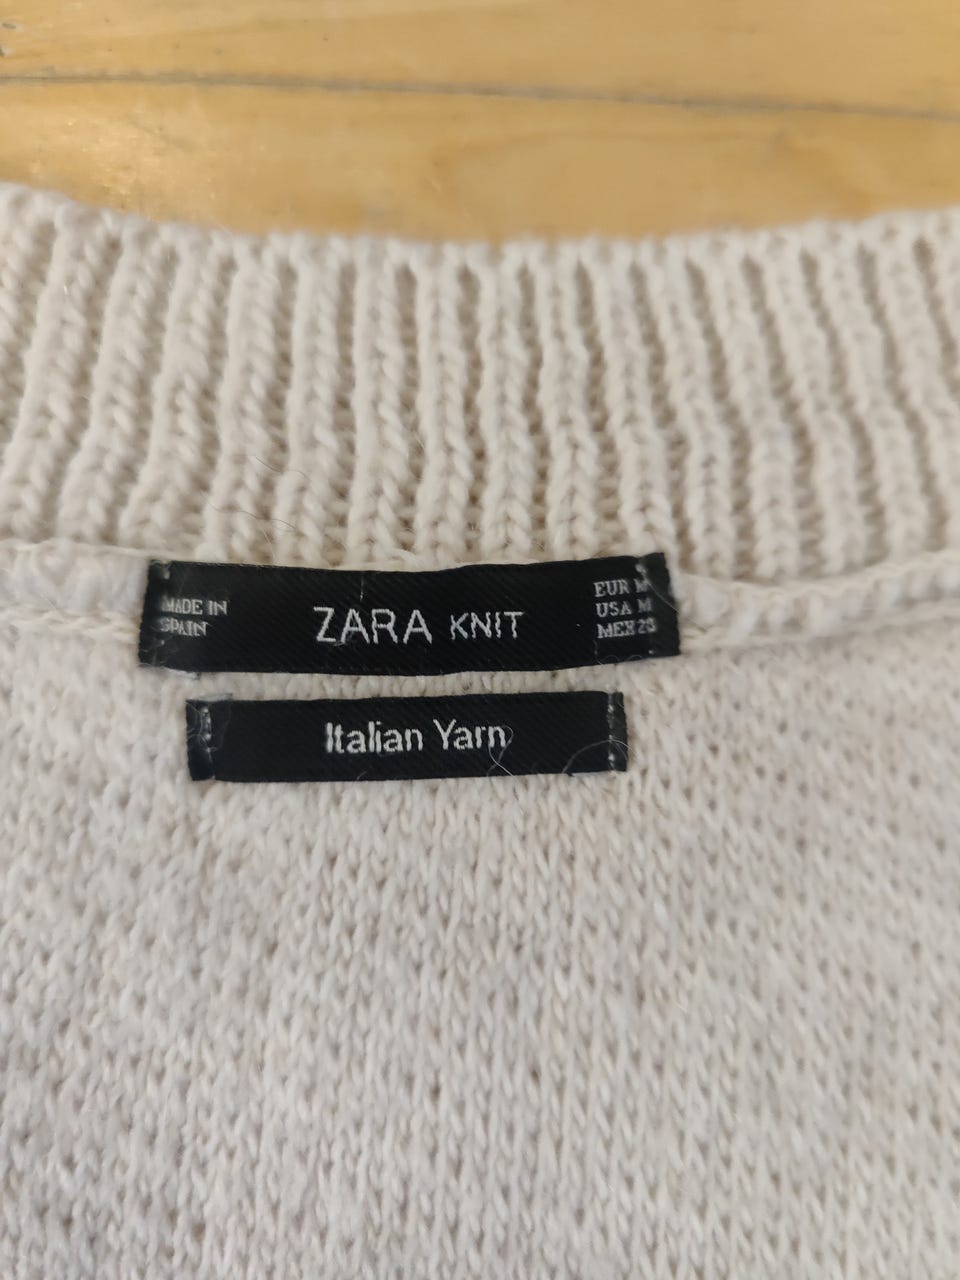 MADE IN
SPAIN
ZARA KNIT
EUR M
USA M
MEX 28
Italian Yarn